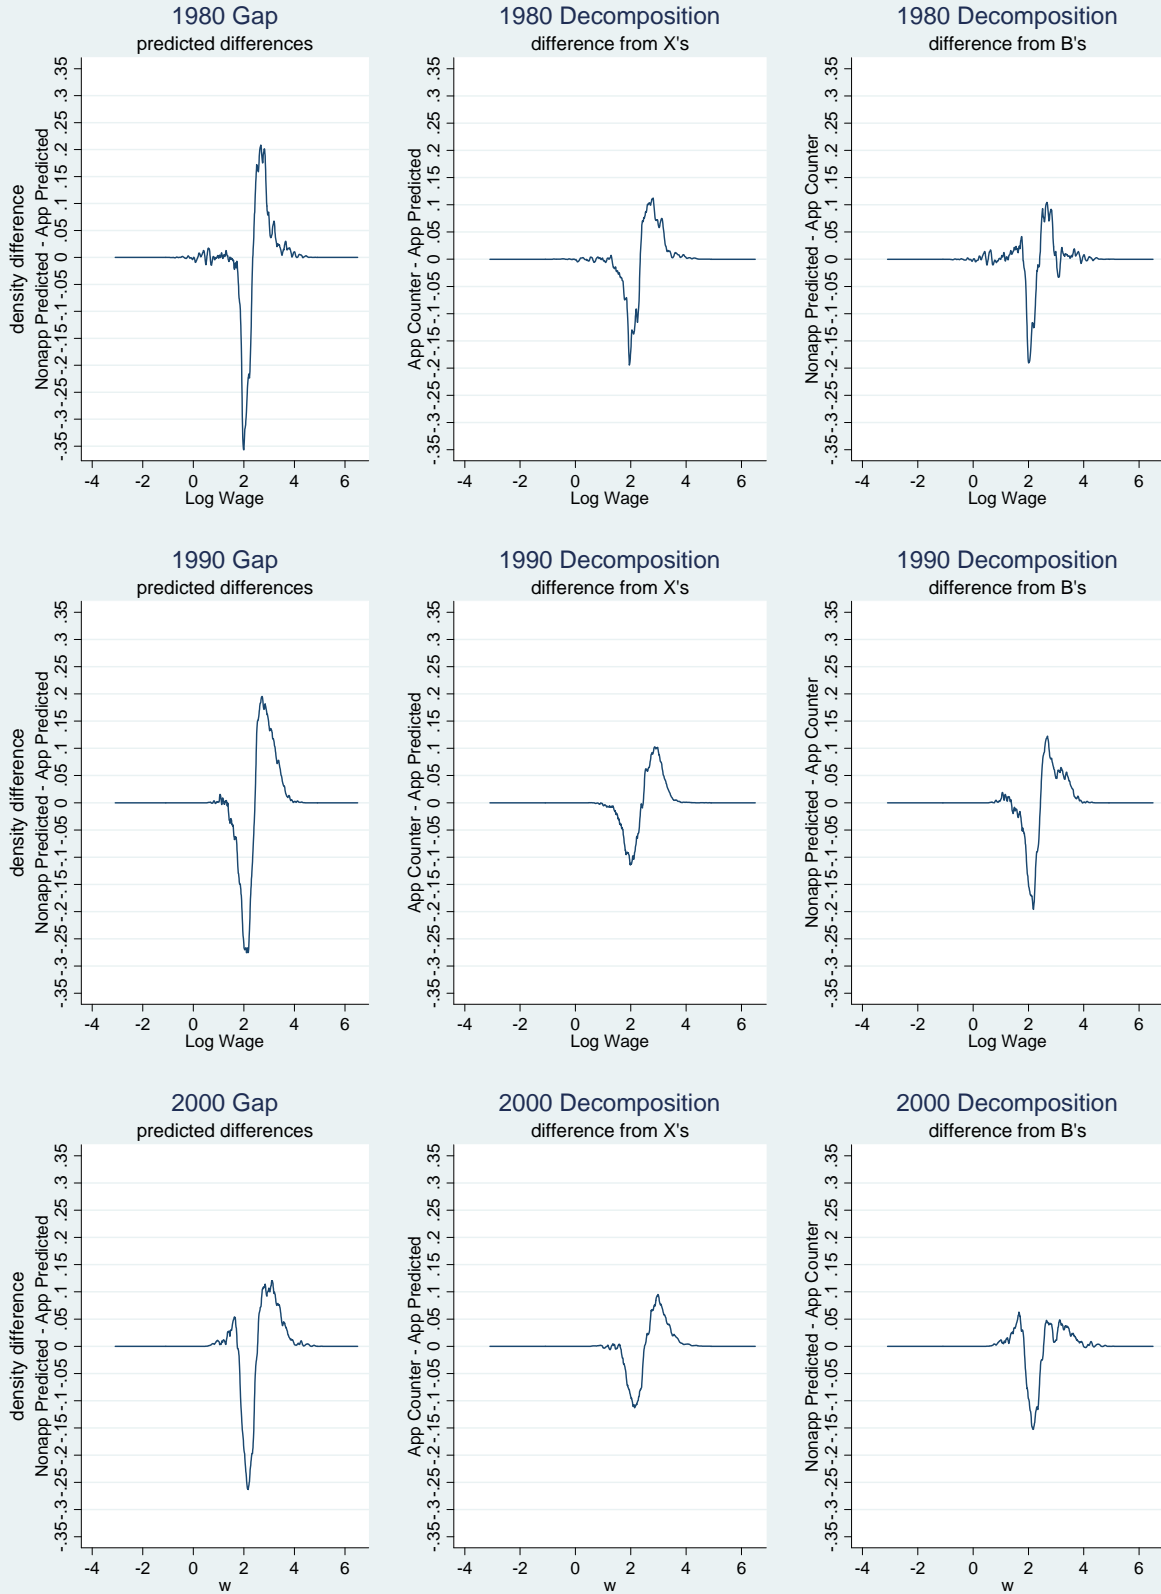 1980 Gap
predicted differences
density difference
Nonapp Predicted - App Predicted
.35
.3
.25
.2
.15
.1
.05
0
-.05
-.1
-.15
-.2
-.25
-.3
-.35
-4 -2 0 2 4 6
Log Wage
1980 Decomposition
difference from X's
App Counter - App Predicted
.35
.3
.25
.2
.15
.1
.05
0
-.05
-.1
-.15
-.2
-.25
-.3
-.35
-4 -2 0 2 4 6
Log Wage
1980 Decomposition
difference from B's
Nonapp Predicted - App Counter
.35
.3
.25
.2
.15
.1
.05
0
-.05
-.1
-.15
-.2
-.25
-.3
-.35
-4 -2 0 2 4 6
Log Wage
1990 Gap
predicted differences
density difference
Nonapp Predicted - App Predicted
.35
.3
.25
.2
.15
.1
.05
0
-.05
-.1
-.15
-.2
-.25
-.3
-.35
-4 -2 0 2 4 6
Log Wage
1990 Decomposition
difference from X's
App Counter - App Predicted
.35
.3
.25
.2
.15
.1
.05
0
-.05
-.1
-.15
-.2
-.25
-.3
-.35
-4 -2 0 2 4 6
Log Wage
1990 Decomposition
difference from B's
Nonapp Predicted - App Counter
.35
.3
.25
.2
.15
.1
.05
0
-.05
-.1
-.15
-.2
-.25
-.3
-.35
-4 -2 0 2 4 6
Log Wage
2000 Gap
predicted differences
density difference
Nonapp Predicted - App Predicted
.35
.3
.25
.2
.15
.1
.05
0
-.05
-.1
-.15
-.2
-.25
-.3
-.35
-4 -2 0 2 4 6
w
2000 Decomposition
difference from X's
App Counter - App Predicted
.35
.3
.25
.2
.15
.1
.05
0
-.05
-.1
-.15
-.2
-.25
-.3
-.35
-4 -2 0 2 4 6
w
2000 Decomposition
difference from B's
Nonapp Predicted - App Counter
.35
.3
.25
.2
.15
.1
.05
0
-.05
-.1
-.15
-.2
-.25
-.3
-.35
-4 -2 0 2 4 6
w